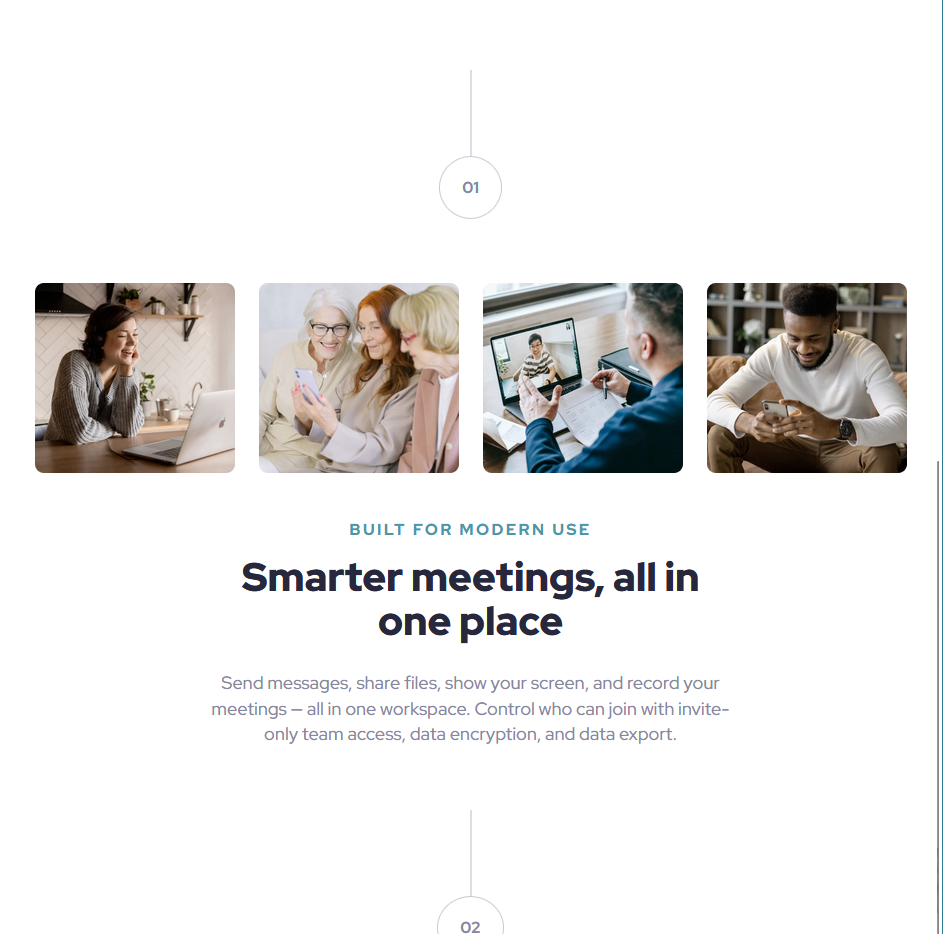 01
BUILT FOR MODERN USE
Smarter meetings, all in
one place
Send messages, share files, show your screen, and record your
meetings – all in one workspace. Control who can join with invite-
only team access, data encryption, and data export.
02